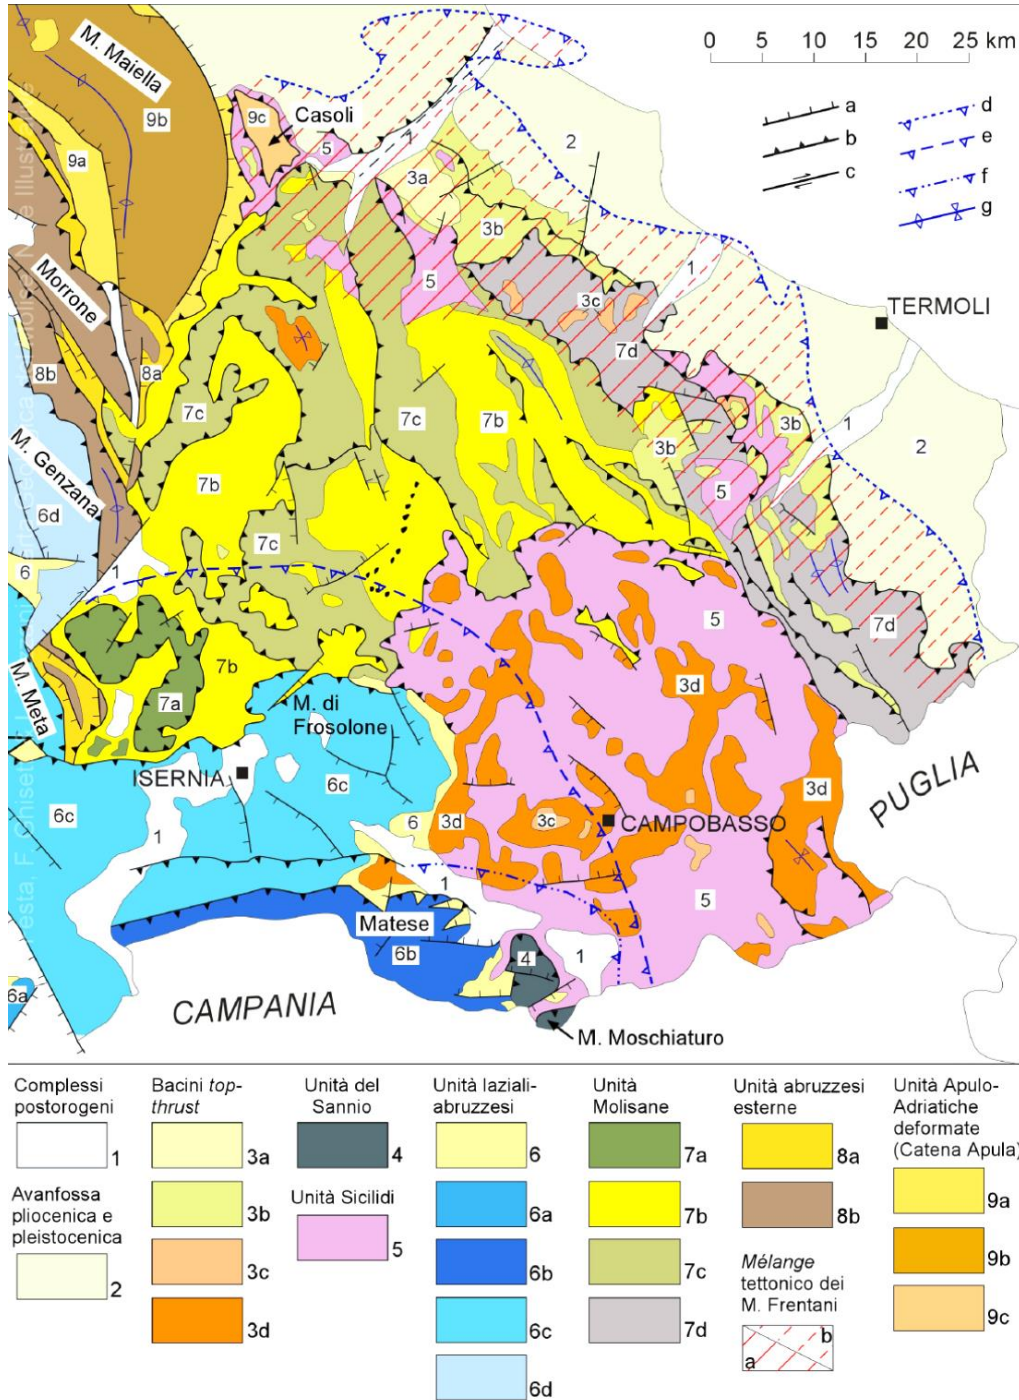 M. Maiella
9b
9c
Casoli
5
1
9a
3a
2
3b
0 5 10 15 20 25 km
a
b
c
d
e
f
g
Morrone
5
1
3c
TERMOLI
7d
8b
8a
7c
7c
7b
3b
3b
1
2
M. Genzana
6d
7b
5
7c
6
1
5
7d
M. Meta
7b
7a
3d
M. di
Frosolone
ISERNIA
6c
6c
3d
PUGLIA
6
3d
3c
CAMPOBASSO
1
1
5
Matese
6b
4
1
6a
CAMPANIA
M. Moschiaturo
Complessi
postorogeni
1
Avanfossa
pliocenica e
pleistocenica
2
Bacini top-
thrust
3a
3b
3c
3d
Unità del
Sannio
4
Unità Sicilidi
5
Unità laziali-
abruzzesi
6
6a
6b
6c
6d
Unità
Molisane
7a
7b
7c
7d
Unità abruzzesi
esterne
8a
8b
Mélange
tettonico dei
M. Frentani
a
b
Unità Apulo-
Adriatiche
deformate
(Catena Apula)
9a
9b
9c